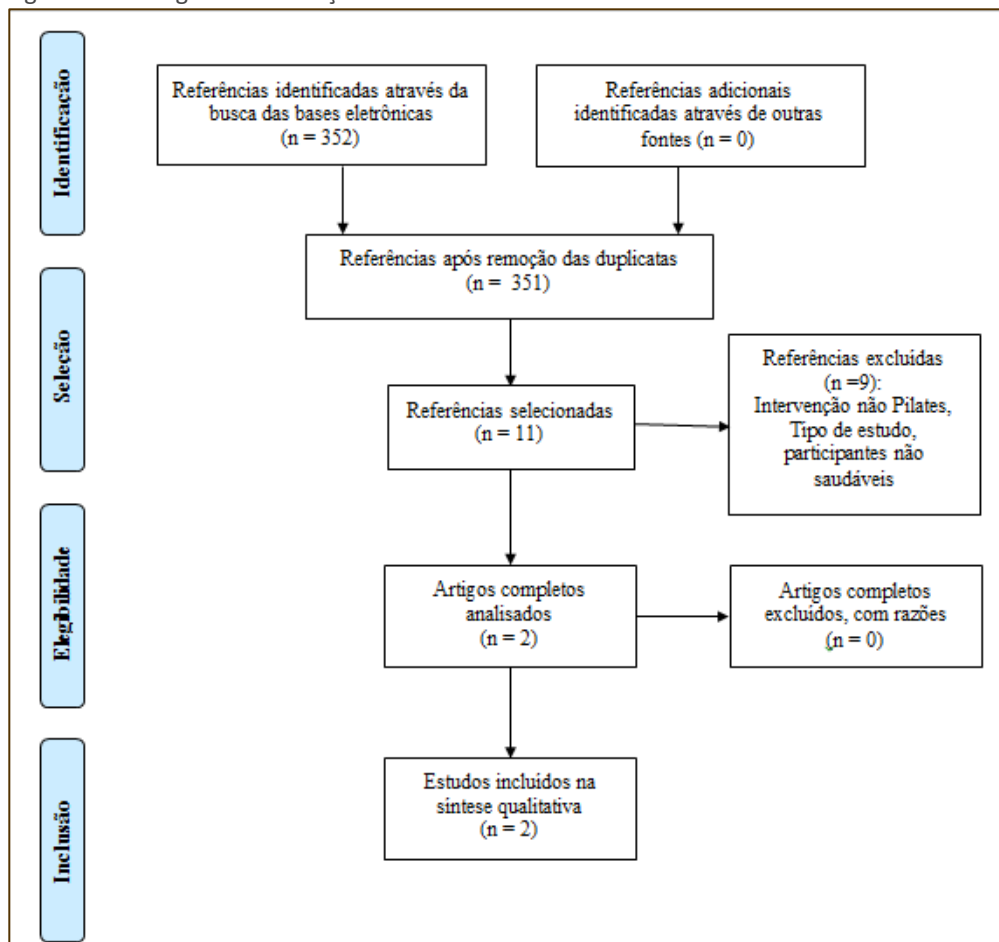 Identificação
Referências identificadas através da
busca das bases eletrônicas
(n = 352)
Referências adicionais
identificadas através de outras
fontes (n = 0)
Referências após remoção das duplicatas
(n = 351)
Seleção
Referências selecionadas
(n = 11)
Referências excluídas
(n =9):
Intervenção não Pilates,
Tipo de estudo,
participantes não
saudáveis
Elegibilidade
Artigos completos
analisados
(n = 2)
Artigos completos
excluídos, com razões
(n = 0)
Inclusão
Estudos incluídos na
síntese qualitativa
(n = 2)